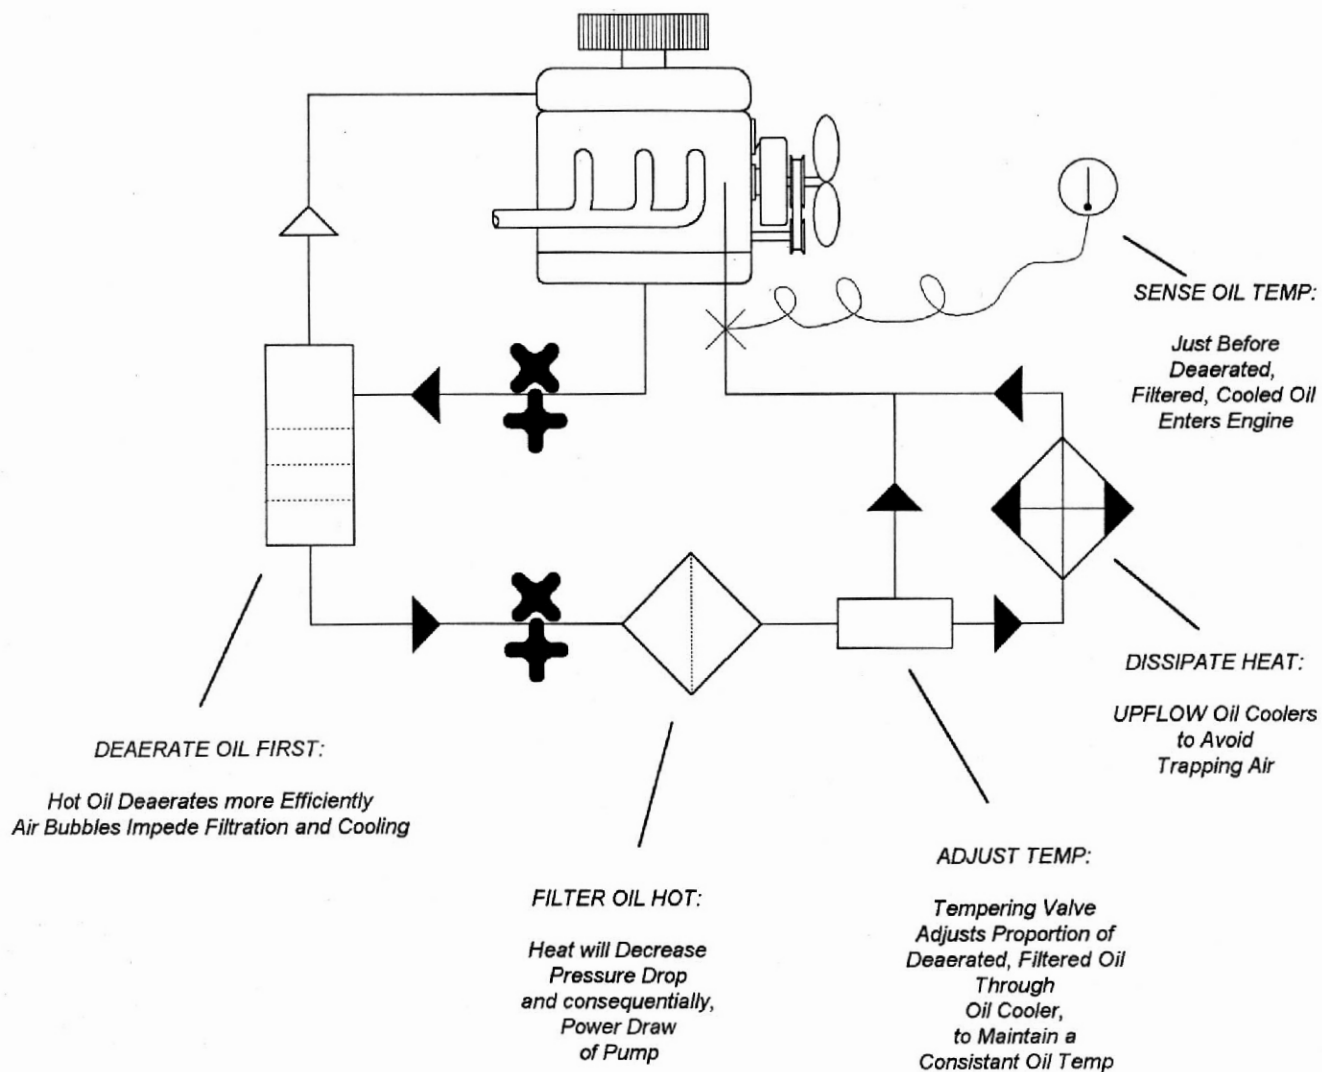 SENSE OIL TEMP:
Just Before
Deaerated,
Filtered, Cooled Oil
Enters Engine
DISSIPATE HEAT:
UPFLOW Oil Coolers
to Avoid
Trapping Air
DEAERATE OIL FIRST:
Hot Oil Deaerates more Efficiently
Air Bubbles Impede Filtration and Cooling
FILTER OIL HOT:
Heat will Decrease
Pressure Drop
and consequentially,
Power Draw
of Pump
ADJUST TEMP:
Tempering Valve
Adjusts Proportion of
Deaerated, Filtered Oil
Through
Oil Cooler,
to Maintain a
Consistant Oil Temp